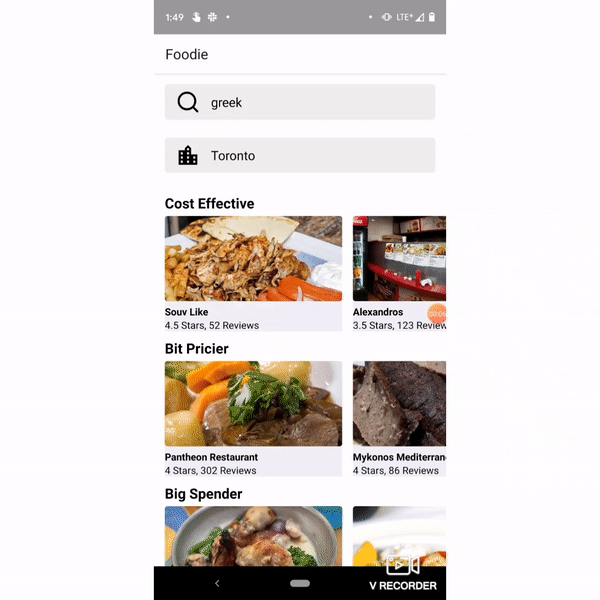 1:49 LTE+
Foodie
greek
Toronto
Cost Effective
Souv Like
4.5 Stars, 52 Reviews
Alexandros
3.5 Stars, 123 Review
00:06
Bit Pricier
Pantheon Restaurant
4 Stars, 302 Reviews
Mykonos Mediterran
4 Stars, 86 Reviews
Big Spender
V RECORDER